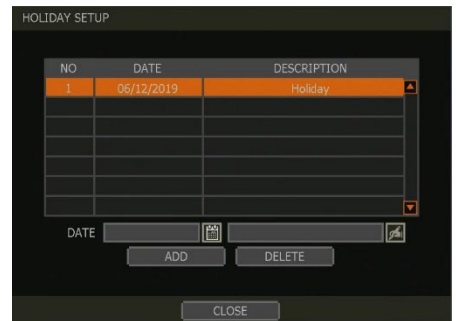 HOLIDAY SETUP
NO DATE DESCRIPTION
1 06/12/2019 Holiday
DATE
ADD DELETE
CLOSE